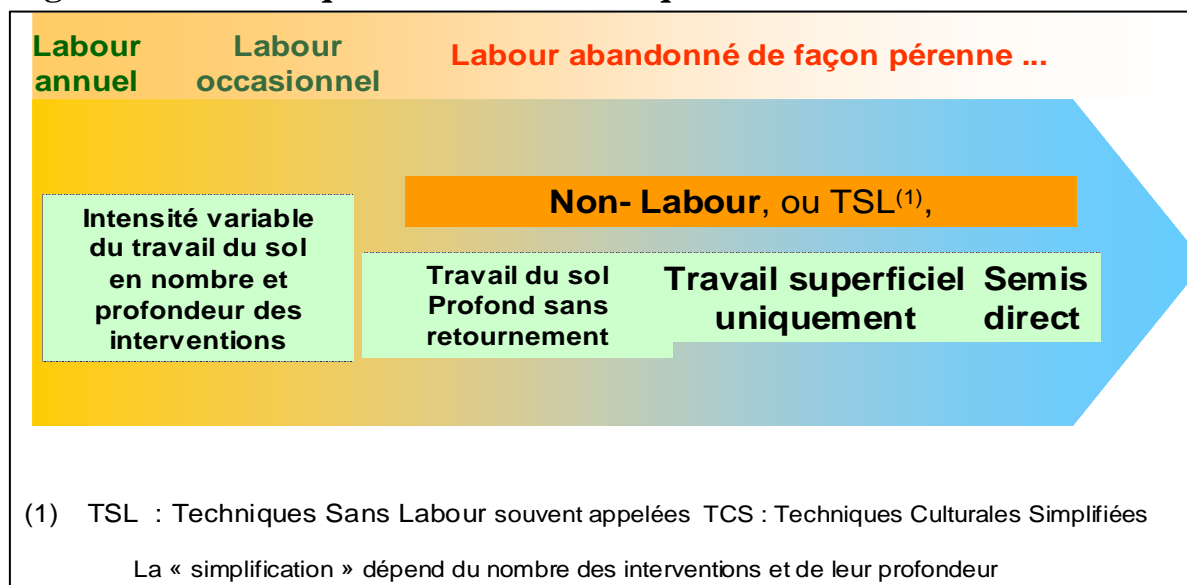 Labour
annuel
Labour
occasionnel
Labour abandonné de façon pérenne ...
Intensité variable
du travail du sol
en nombre et
profondeur des
interventions
Non- Labour, ou TSL(1),
Travail du sol
Profond sans
retournement
Travail superficiel
uniquement
Semis
direct
(1) TSL : Techniques Sans Labour souvent appelées TCS : Techniques Culturales Simplifiées
La « simplification » dépend du nombre des interventions et de leur profondeur